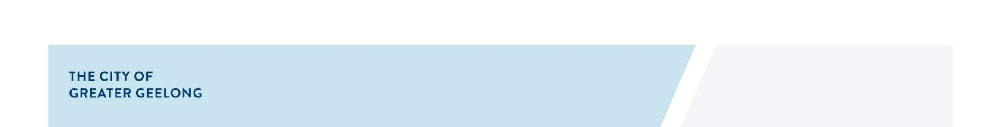 THE CITY OF
GREATER GEELONG